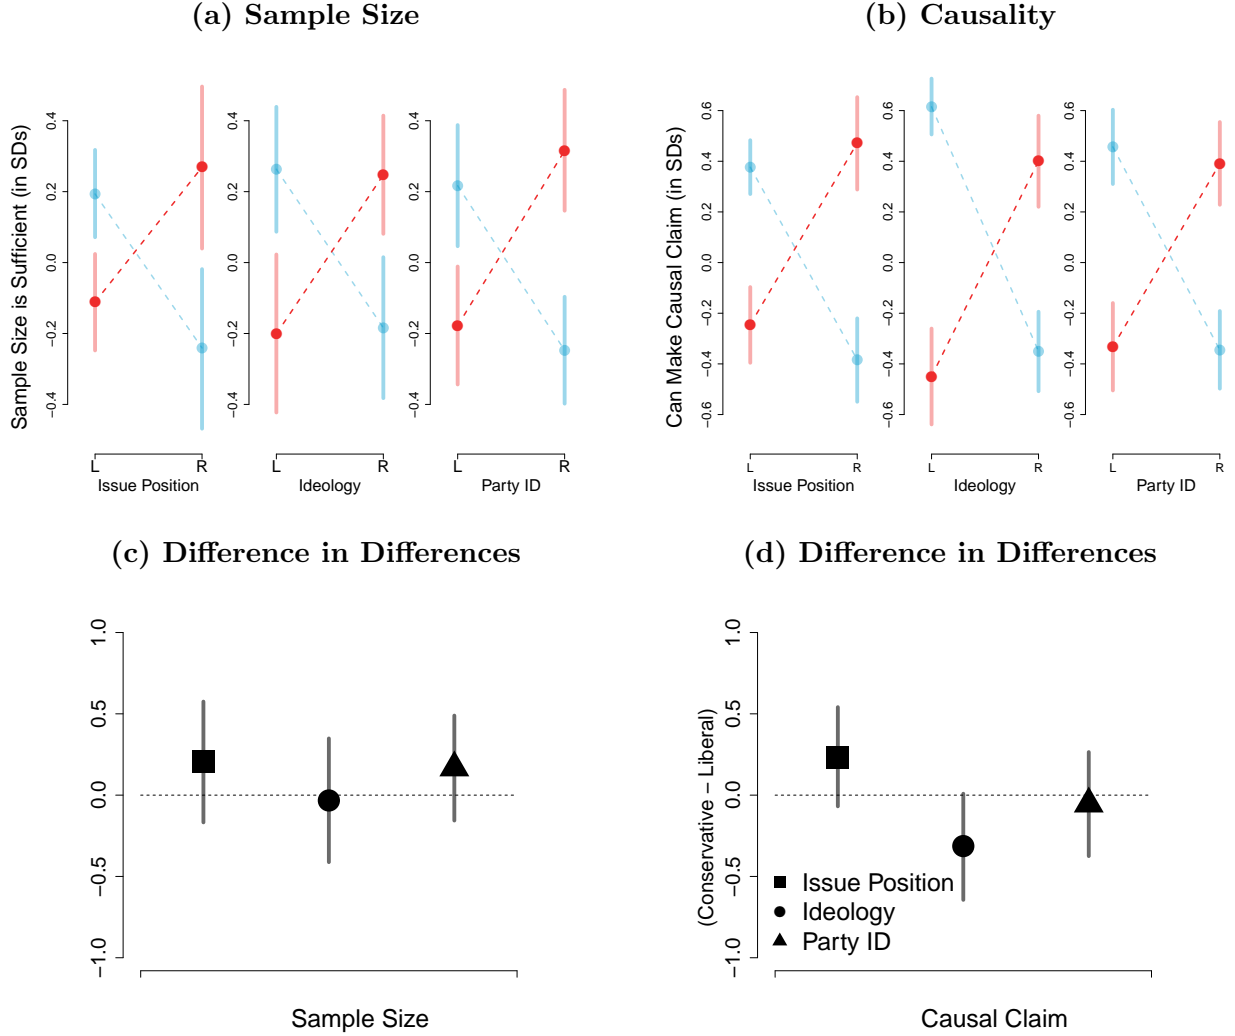 (a) Sample Size
Sample Size is Sufficient (in SDs)
0.4
0.2
0.0
−0.2
−0.4
0.4
0.2
0.0
−0.2
−0.4
0.4
0.2
0.0
−0.2
−0.4
L R
Issue Position
L R
Ideology
L R
Party ID
(b) Causality
Can Make Causal Claim (in SDs)
0.6
0.4
0.2
0.0
−0.2
−0.4
−0.6
0.6
0.4
0.2
0.0
−0.2
−0.4
−0.6
0.6
0.4
0.2
0.0
−0.2
−0.4
−0.6
L R
Issue Position
L R
Ideology
L R
Party ID
(c) Difference in Differences
1.0
0.5
0.0
−0.5
−1.0
Sample Size
(d) Difference in Differences
(Conservative − Liberal)
1.0
0.5
0.0
−0.5
−1.0
Issue Position
Ideology
Party ID
Causal Claim